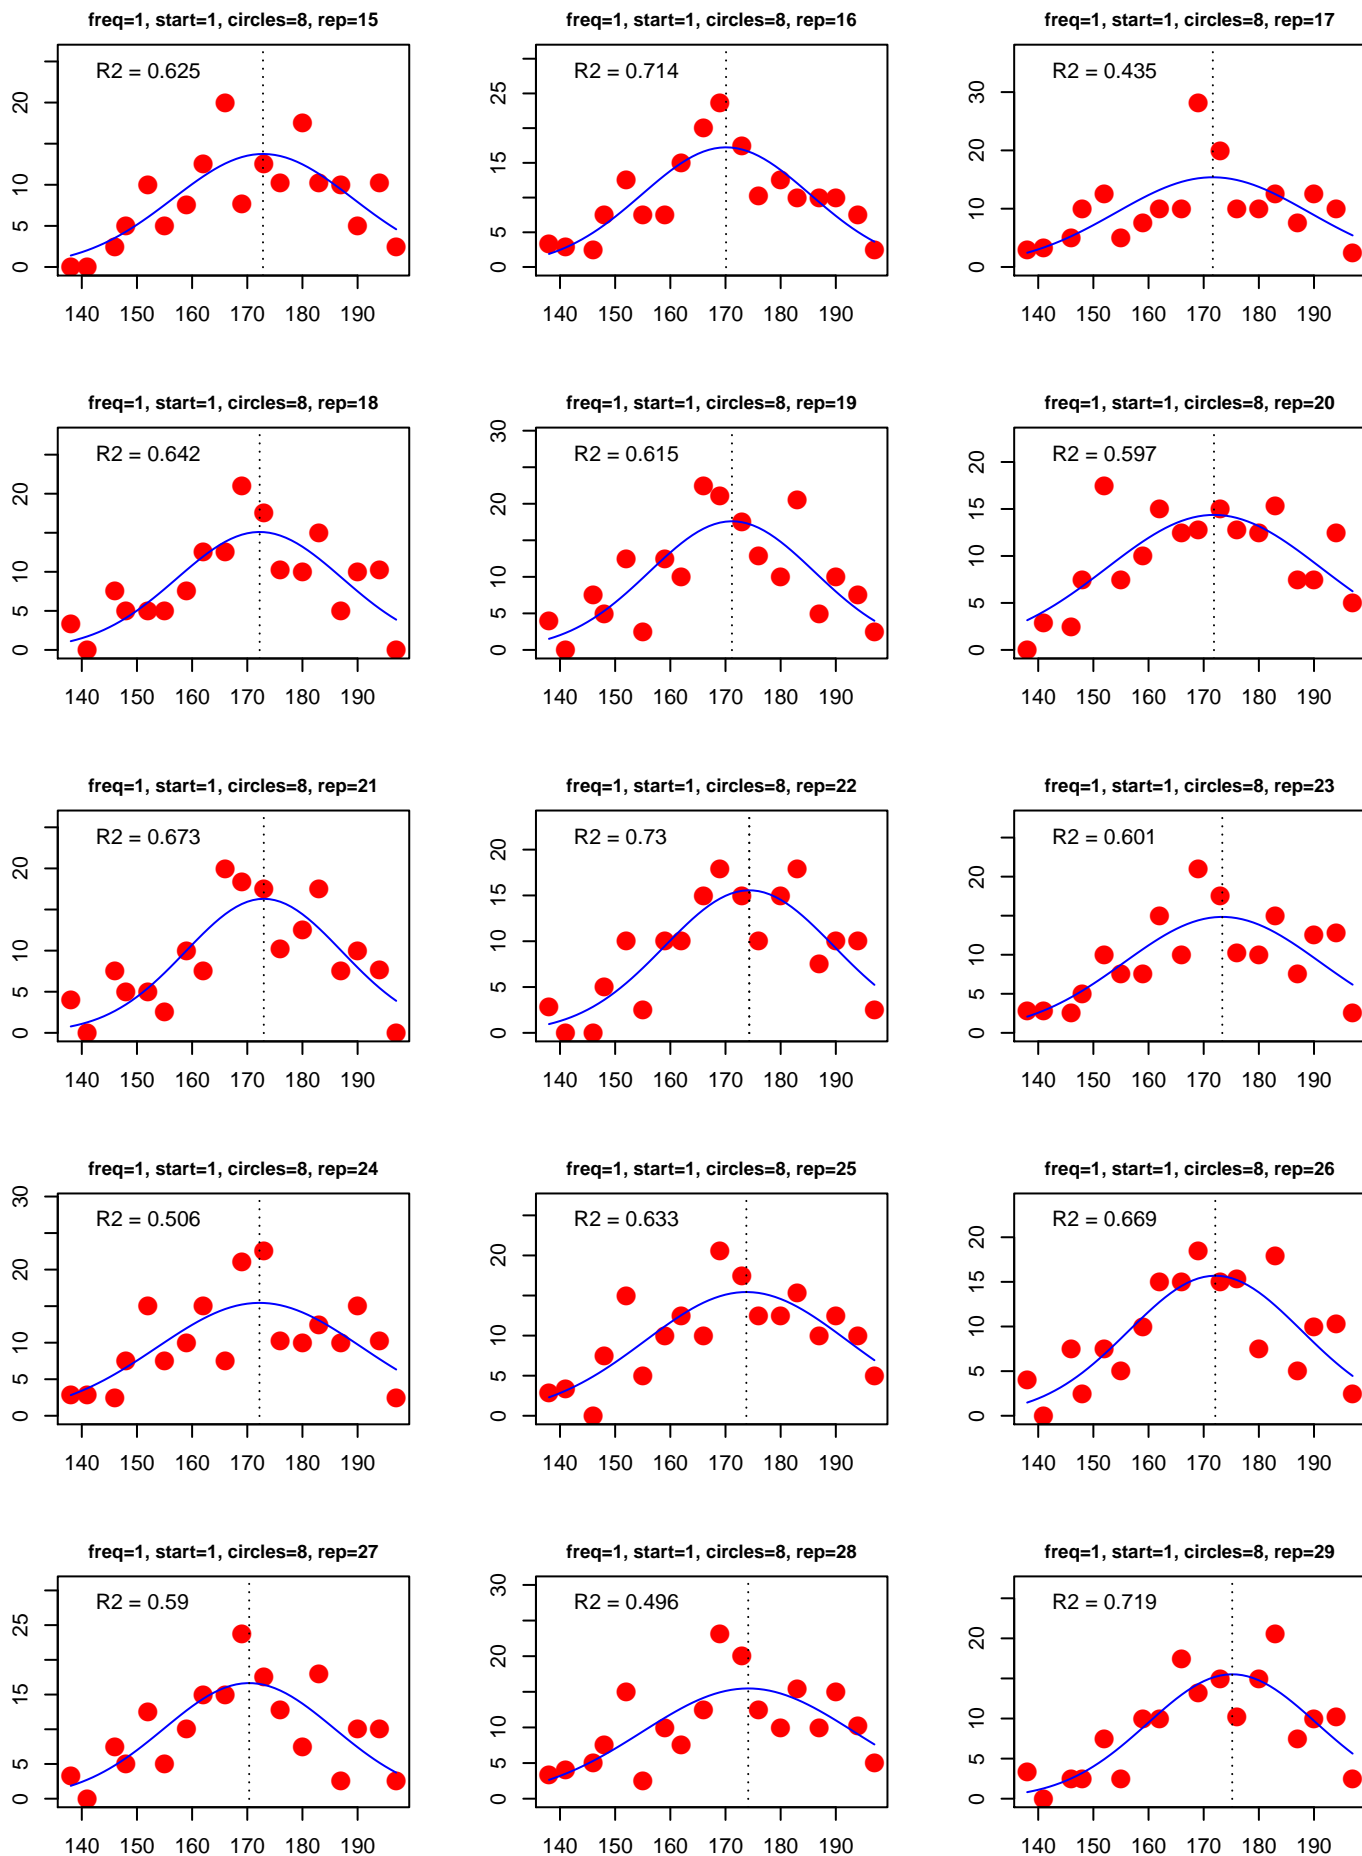 freq=1, start=1, circles=8, rep=15
R2 = 0.625
0 5 10 20
140 150 160 170 180 190
freq=1, start=1, circles=8, rep=16
R2 = 0.714
0 5 15 25
140 150 160 170 180 190
freq=1, start=1, circles=8, rep=17
R2 = 0.435
0 10 20 30
140 150 160 170 180 190
freq=1, start=1, circles=8, rep=18
R2 = 0.642
0 5 10 20
140 150 160 170 180 190
freq=1, start=1, circles=8, rep=19
R2 = 0.615
0 5 10 20 30
140 150 160 170 180 190
freq=1, start=1, circles=8, rep=20
R2 = 0.597
0 5 10 15 20
140 150 160 170 180 190
freq=1, start=1, circles=8, rep=21
R2 = 0.673
0 5 10 20
140 150 160 170 180 190
freq=1, start=1, circles=8, rep=22
R2 = 0.73
0 5 10 15 20
140 150 160 170 180 190
freq=1, start=1, circles=8, rep=23
R2 = 0.601
0 5 10 20
140 150 160 170 180 190
freq=1, start=1, circles=8, rep=24
R2 = 0.506
0 5 10 20 30
140 150 160 170 180 190
freq=1, start=1, circles=8, rep=25
R2 = 0.633
0 5 10 20
140 150 160 170 180 190
freq=1, start=1, circles=8, rep=26
R2 = 0.669
0 5 10 15 20
140 150 160 170 180 190
freq=1, start=1, circles=8, rep=27
R2 = 0.59
0 5 15 25
140 150 160 170 180 190
freq=1, start=1, circles=8, rep=28
R2 = 0.496
0 5 10 20 30
140 150 160 170 180 190
freq=1, start=1, circles=8, rep=29
R2 = 0.719
0 5 10 20
140 150 160 170 180 190